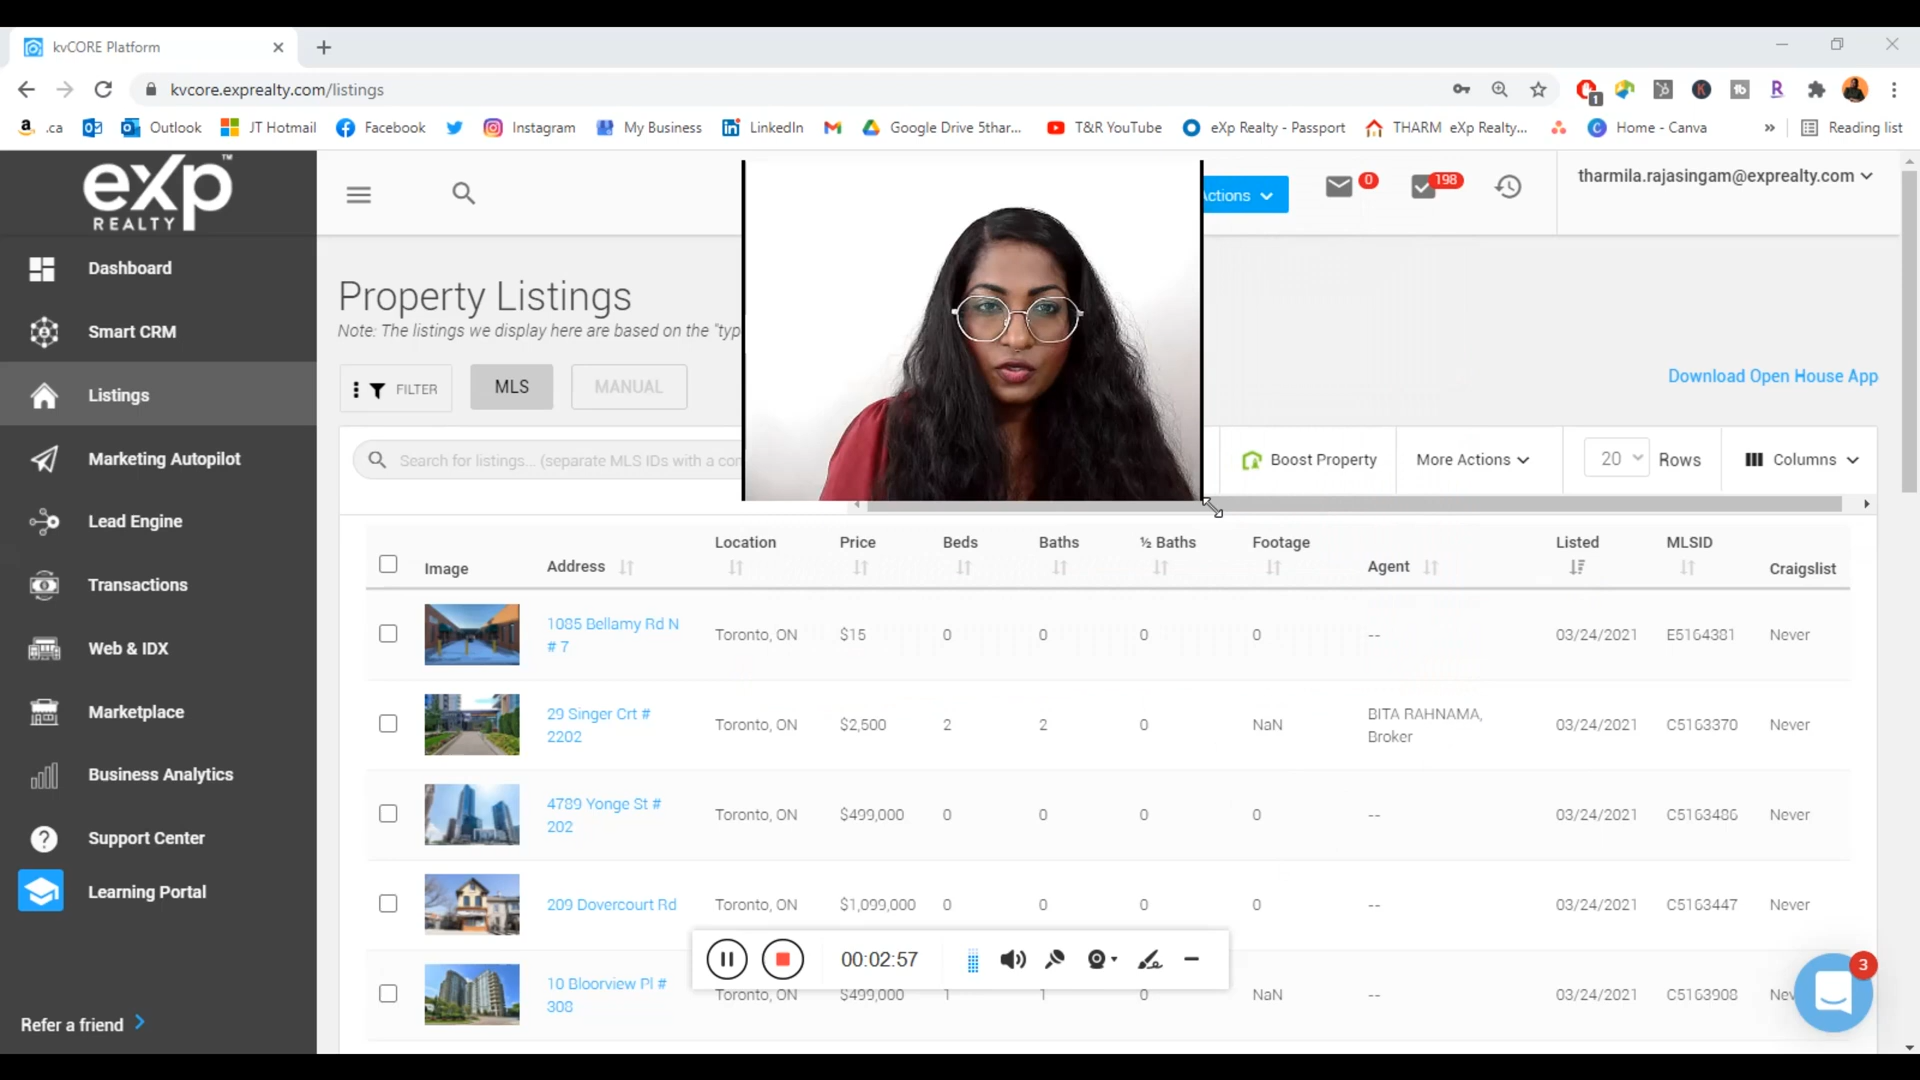 kvCORE Platform
kvcore.exprealty.com/listings
1
.ca
Outlook
JT Hotmail
Facebook
Instagram
My Business
LinkedIn
Google Drive 5thar...
T&R YouTube
eXp Realty - Passport
THARM eXp Realty...
Home - Canva
Reading list
eXp™
REALTY
Dashboard
Smart CRM
Listings
Marketing Autopilot
Lead Engine
Transactions
Web & IDX
Marketplace
Business Analytics
Support Center
Learning Portal
Refer a friend
ctions
0
198
tharmila.rajasingam@exprealty.com
Property Listings
Note: The listings we display here are based on the "typ
FILTER
MLS
MANUAL
Download Open House App
Search for listings... (separate MLS IDs with a con
Boost Property
More Actions
20 Rows
Columns
Image Address Location Price Beds Baths ½ Baths Footage Agent Listed MLSID Craigslist
1085 Bellamy Rd N
# 7
Toronto, ON $15 0 0 0 0 -- 03/24/2021 E5164381 Never
29 Singer Crt #
2202
Toronto, ON $2,500 2 2 0 NaN
BITA RAHNAMA,
Broker
03/24/2021 C5163370 Never
4789 Yonge St #
202
Toronto, ON $499,000 0 0 0 0 -- 03/24/2021 C5163486 Never
209 Dovercourt Rd Toronto, ON $1,099,000 0 0 0 0 -- 03/24/2021 C5163447 Never
00:02:57
10 Bloorview Pl #
308
Toronto, ON $499,000 1 1 0 NaN -- 03/24/2021 C5163908 Nev
3